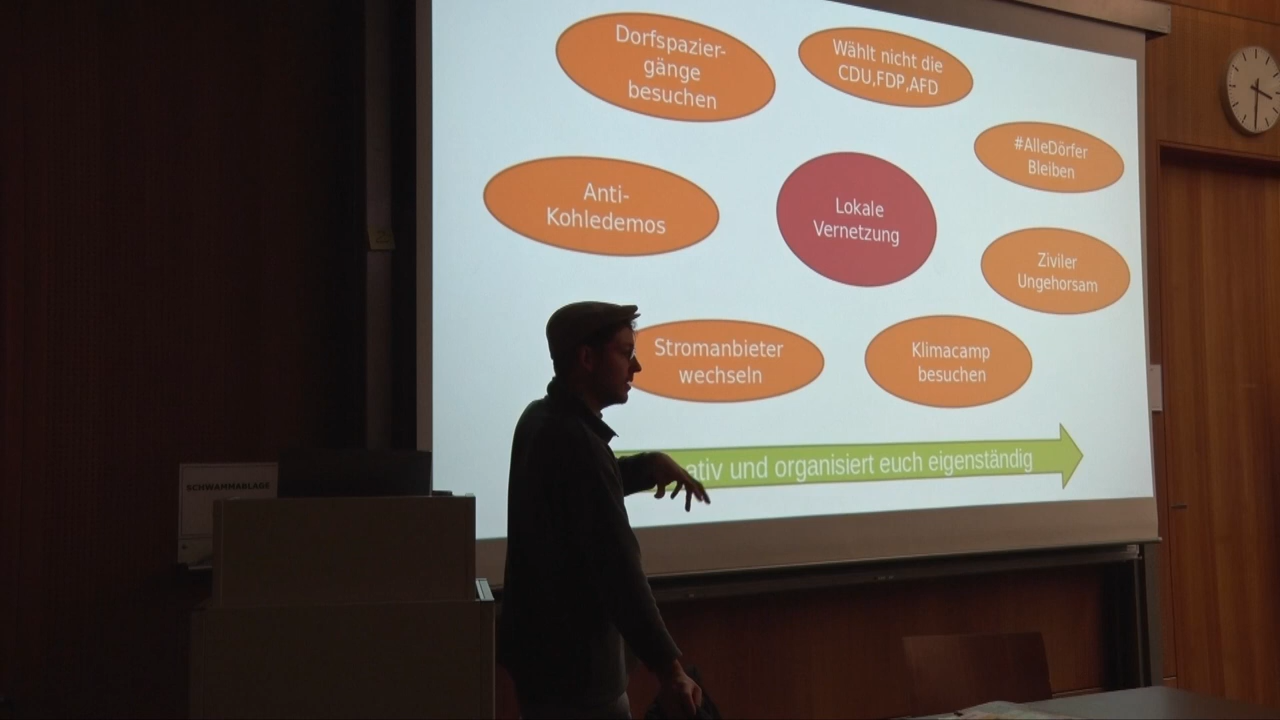 Dorfspazier-
gänge
besuchen
Wählt nicht die
CDU,FDP,AFD
#AlleDörfer
Bleiben
Anti-
Kohledemos
Lokale
Vernetzung
Ziviler
Ungehorsam
Stromanbieter
wechseln
Klimacamp
besuchen
ativ und organisiert euch eigenständig
SCHWAMMABLAGE